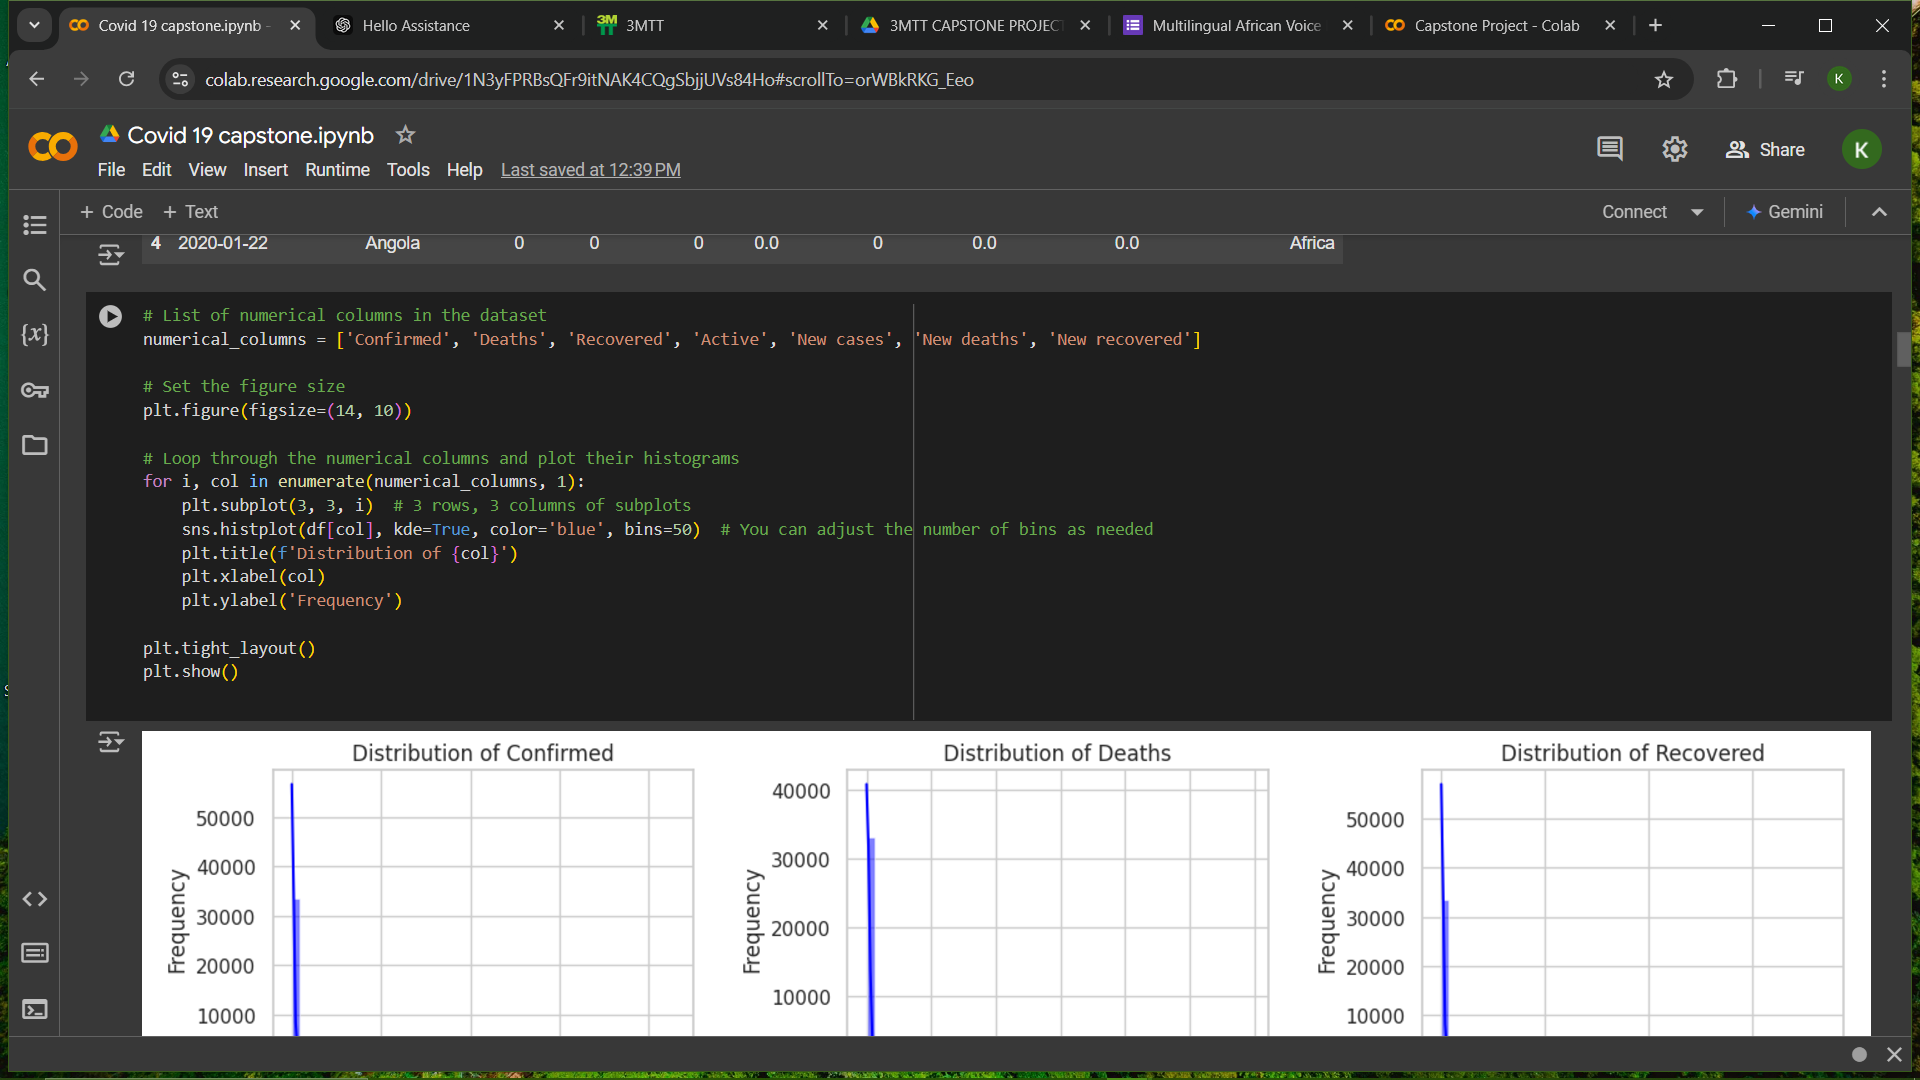 Covid 19 capstone.ipynb -
Hello Assistance
3MTT
3MTT CAPSTONE PROJECT
Multilingual African Voice
Capstone Project - Colab
colab.research.google.com/drive/1N3yFPRBsQFr9itNAK4CQgSbjjUVs84Ho#scrollTo=orWBkRKG_Eeo
K
Covid 19 capstone.ipynb
Share
K
File Edit View Insert Runtime Tools Help Last saved at 12:39 PM
+ Code + Text
Connect
Gemini
4 2020-01-22 Angola 0 0 0 0.0 0 0.0 0.0 Africa
# List of numerical columns in the dataset
numerical_columns = ['Confirmed', 'Deaths', 'Recovered', 'Active', 'New cases', 'New deaths', 'New recovered']
# Set the figure size
plt.figure(figsize=(14, 10))
# Loop through the numerical columns and plot their histograms
for i, col in enumerate(numerical_columns, 1):
    plt.subplot(3, 3, i)  # 3 rows, 3 columns of subplots
    sns.histplot(df[col], kde=True, color='blue', bins=50)  # You can adjust the number of bins as needed
    plt.title(f'Distribution of {col}')
    plt.xlabel(col)
    plt.ylabel('Frequency')
plt.tight_layout()
plt.show()
Distribution of Confirmed
Frequency
50000
40000
30000
20000
10000
Distribution of Deaths
Frequency
40000
30000
20000
10000
Distribution of Recovered
Frequency
50000
40000
30000
20000
10000